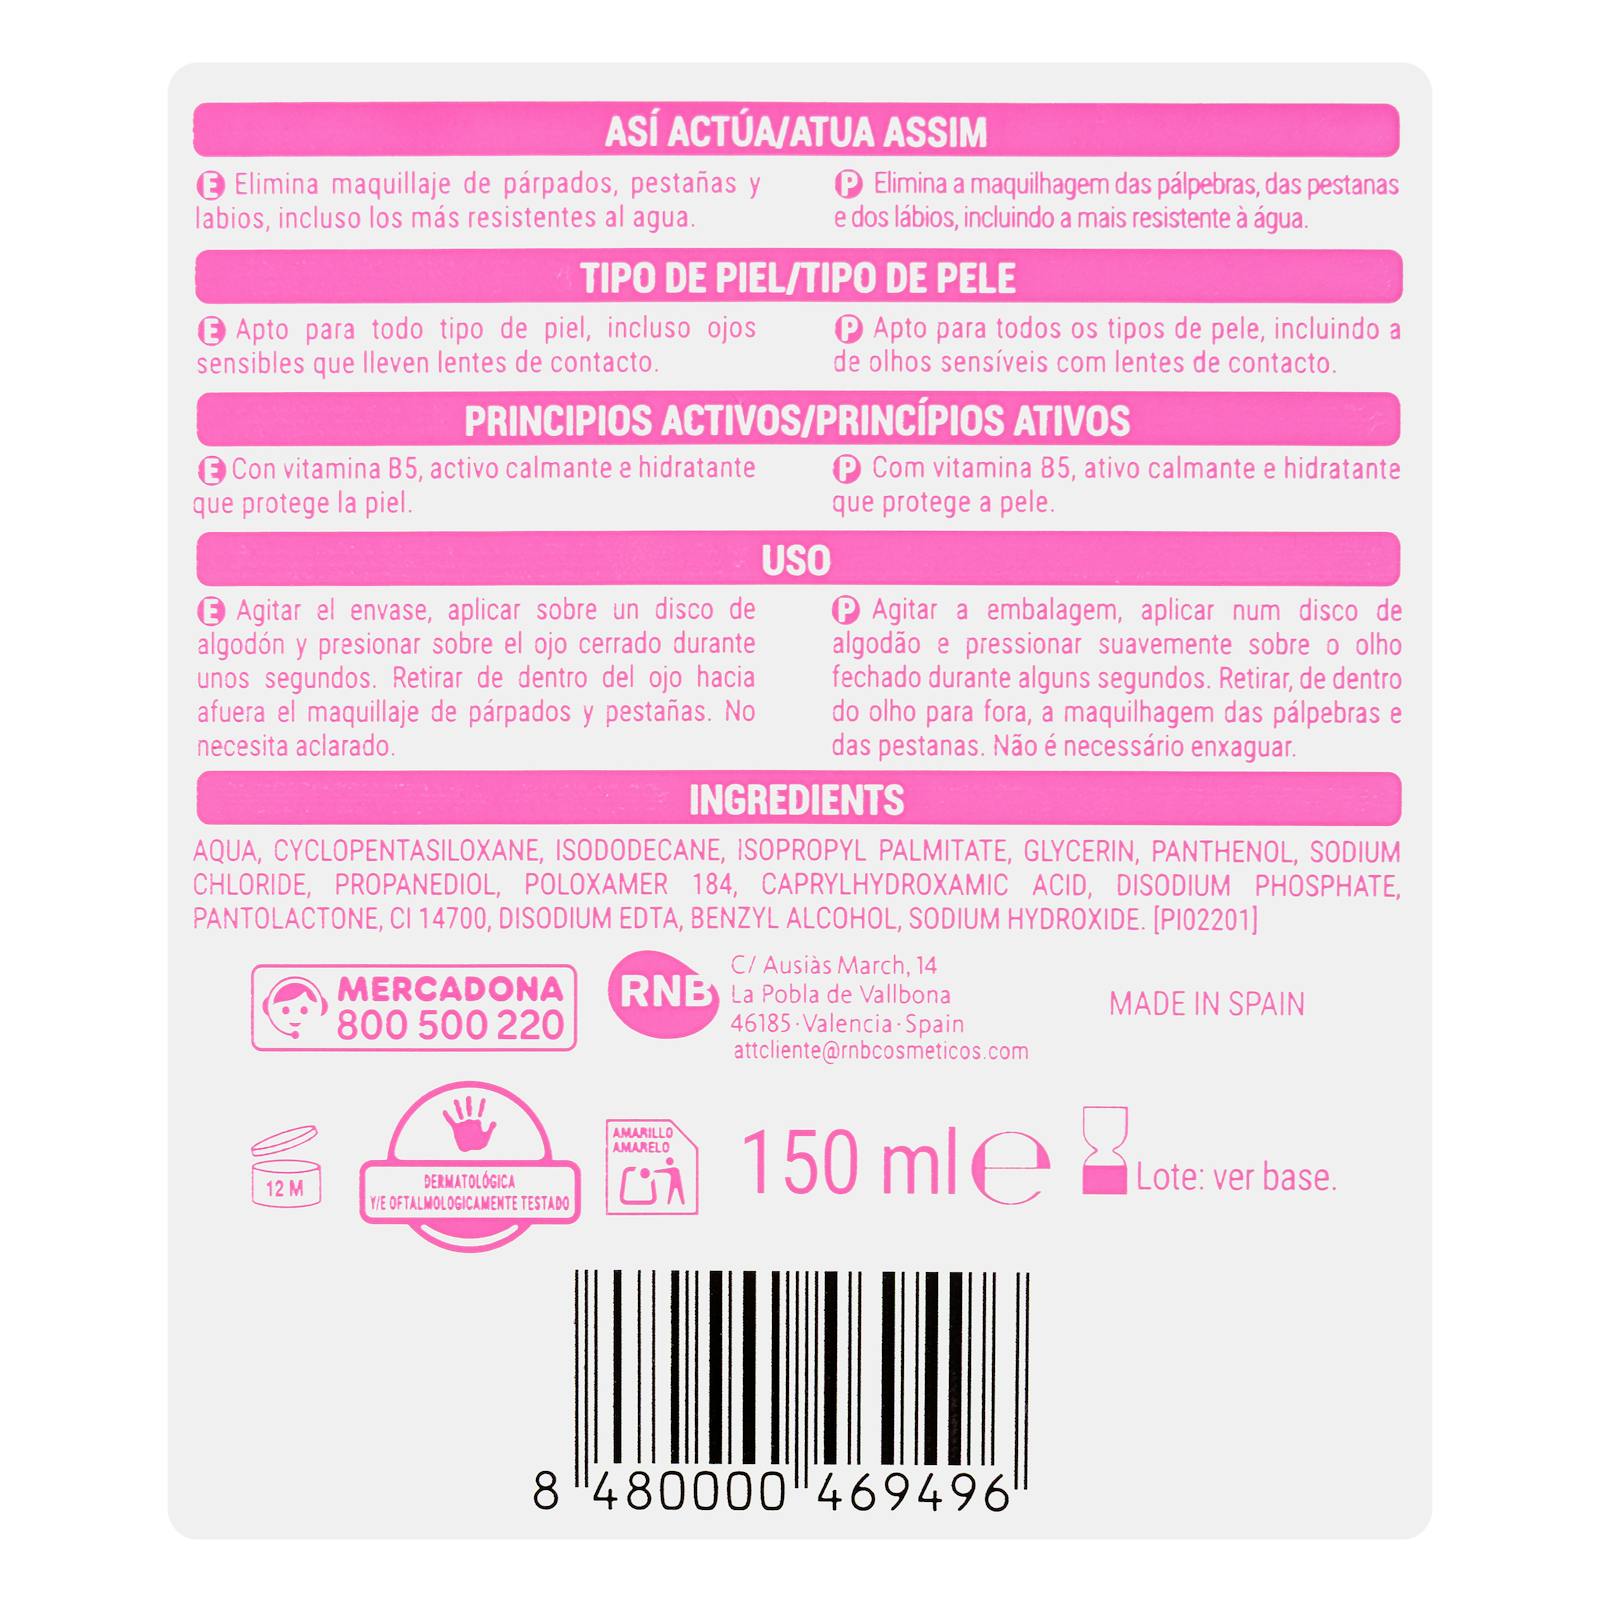 ASÍ ACTÚA/ATUA ASSIM
E Elimina maquillaje de párpados, pestañas y
labios, incluso los más resistentes al agua.
P Elimina a maquilhagem das pálpebras, das pestanas
e dos lábios, incluindo a mais resistente à água.
TIPO DE PIEL/TIPO DE PELE
E Apto para todo tipo de piel, incluso ojos
sensibles que lleven lentes de contacto.
P Apto para todos os tipos de pele, incluindo a
de olhos sensíveis com lentes de contacto.
PRINCIPIOS ACTIVOS/PRINCÍPIOS ATIVOS
E Con vitamina B5, activo calmante e hidratante
que protege la piel.
P Com vitamina B5, ativo calmante e hidratante
que protege a pele.
USO
E Agitar el envase, aplicar sobre un disco de
algodón y presionar sobre el ojo cerrado durante
unos segundos. Retirar de dentro del ojo hacia
afuera el maquillaje de párpados y pestañas. No
necesita aclarado.
P Agitar a embalagem, aplicar num disco de
algodão e pressionar suavemente sobre o olho
fechado durante alguns segundos. Retirar, de dentro
do olho para fora, a maquilhagem das pálpebras e
das pestanas. Não é necessário enxaguar.
INGREDIENTS
AQUA, CYCLOPENTASILOXANE, ISODODECANE, ISOPROPYL PALMITATE, GLYCERIN, PANTHENOL, SODIUM
CHLORIDE, PROPANEDIOL, POLOXAMER 184, CAPRYLHYDROXAMIC ACID, DISODIUM PHOSPHATE,
PANTOLACTONE, CI 14700, DISODIUM EDTA, BENZYL ALCOHOL, SODIUM HYDROXIDE. [PI02201]
MERCADONA
800 500 220
RNB
C/ Ausiàs March, 14
La Pobla de Vallbona
46185·Valencia·Spain
attcliente@rnbcosmeticos.com
MADE IN SPAIN
12 M
DERMATOLÓGICA
Y/E OFTALMOLOGICAMENTE TESTADO
AMARILLO
AMARELO
150 ml e
Lote: ver base.
8 480000 469496